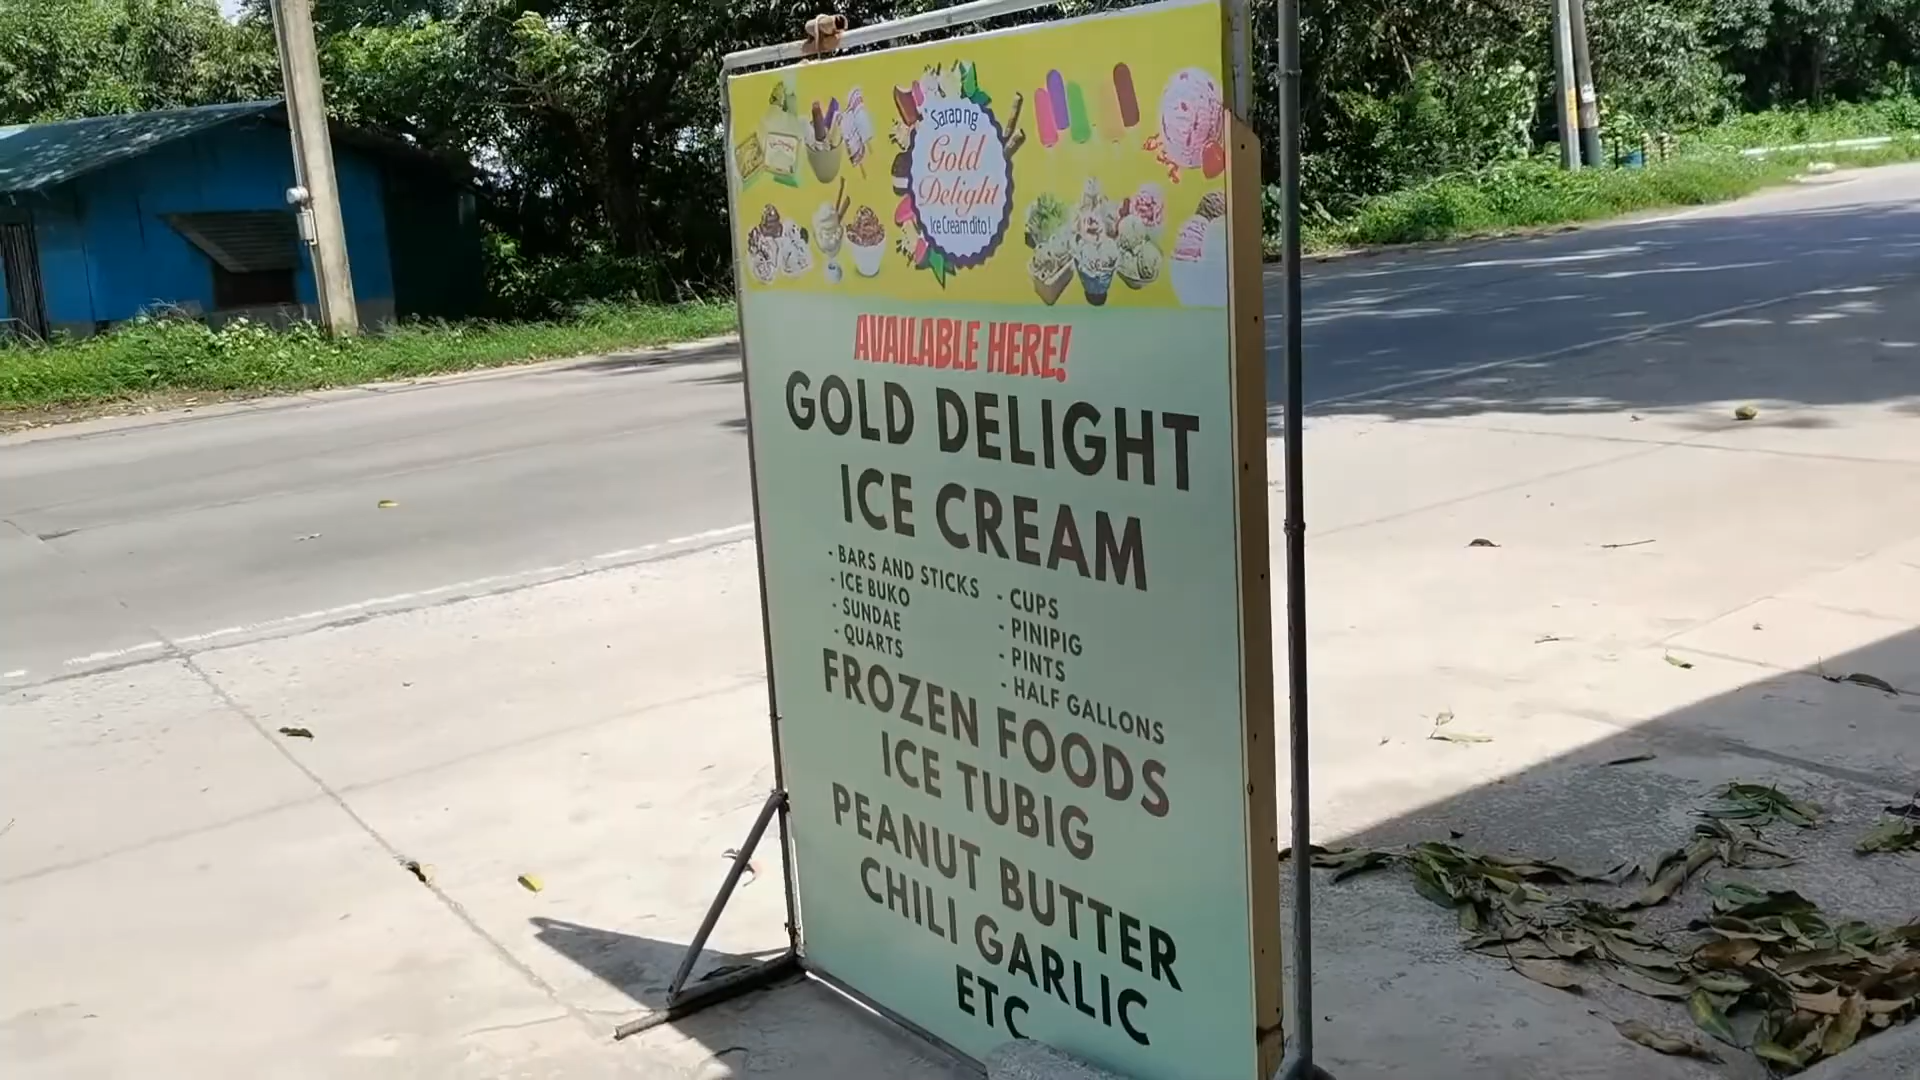 Sarap ng
Gold
Delight
Ice Cream dito!
AVAILABLE HERE!
GOLD DELIGHT
ICE CREAM
- BARS AND STICKS
- ICE BUKO
- SUNDAE
- QUARTS
- CUPS
- PINIPIG
- PINTS
- HALF GALLONS
FROZEN FOODS
ICE TUBIG
PEANUT BUTTER
CHILI GARLIC
ETC